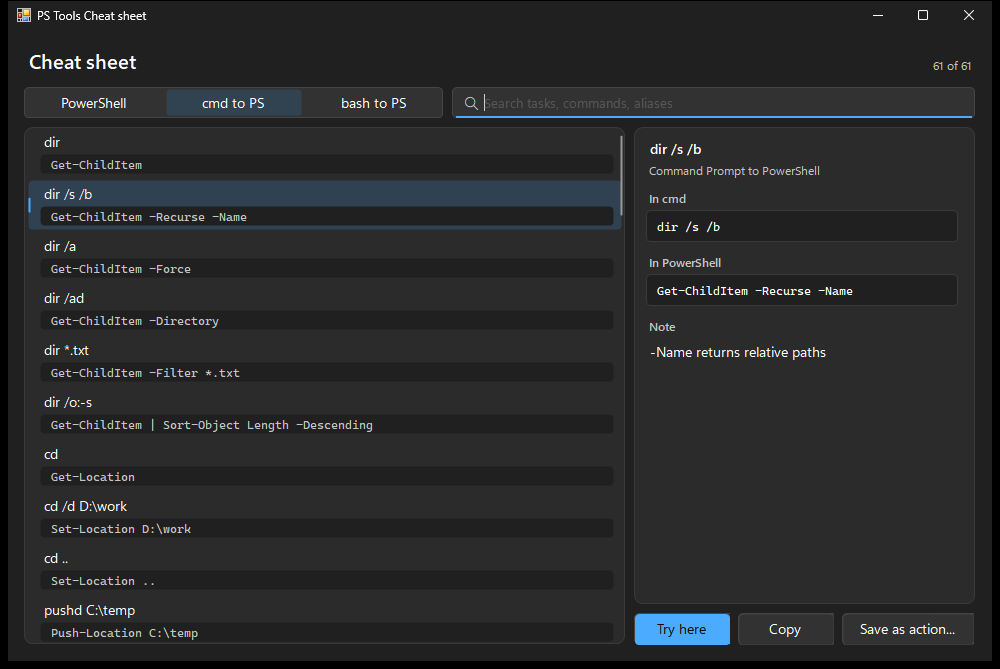 PS Tools Cheat sheet
Cheat sheet
61 of 61
PowerShell
cmd to PS
bash to PS
Search tasks, commands, aliases
dir
Get-ChildItem
dir /s /b
Get-ChildItem -Recurse -Name
dir /a
Get-ChildItem -Force
dir /ad
Get-ChildItem -Directory
dir *.txt
Get-ChildItem -Filter *.txt
dir /o:-s
Get-ChildItem | Sort-Object Length -Descending
cd
Get-Location
cd /d D:\work
Set-Location D:\work
cd ..
Set-Location ..
pushd C:\temp
Push-Location C:\temp
dir /s /b
Command Prompt to PowerShell
In cmd
dir /s /b
In PowerShell
Get-ChildItem -Recurse -Name
Note
-Name returns relative paths
Try here
Copy
Save as action...